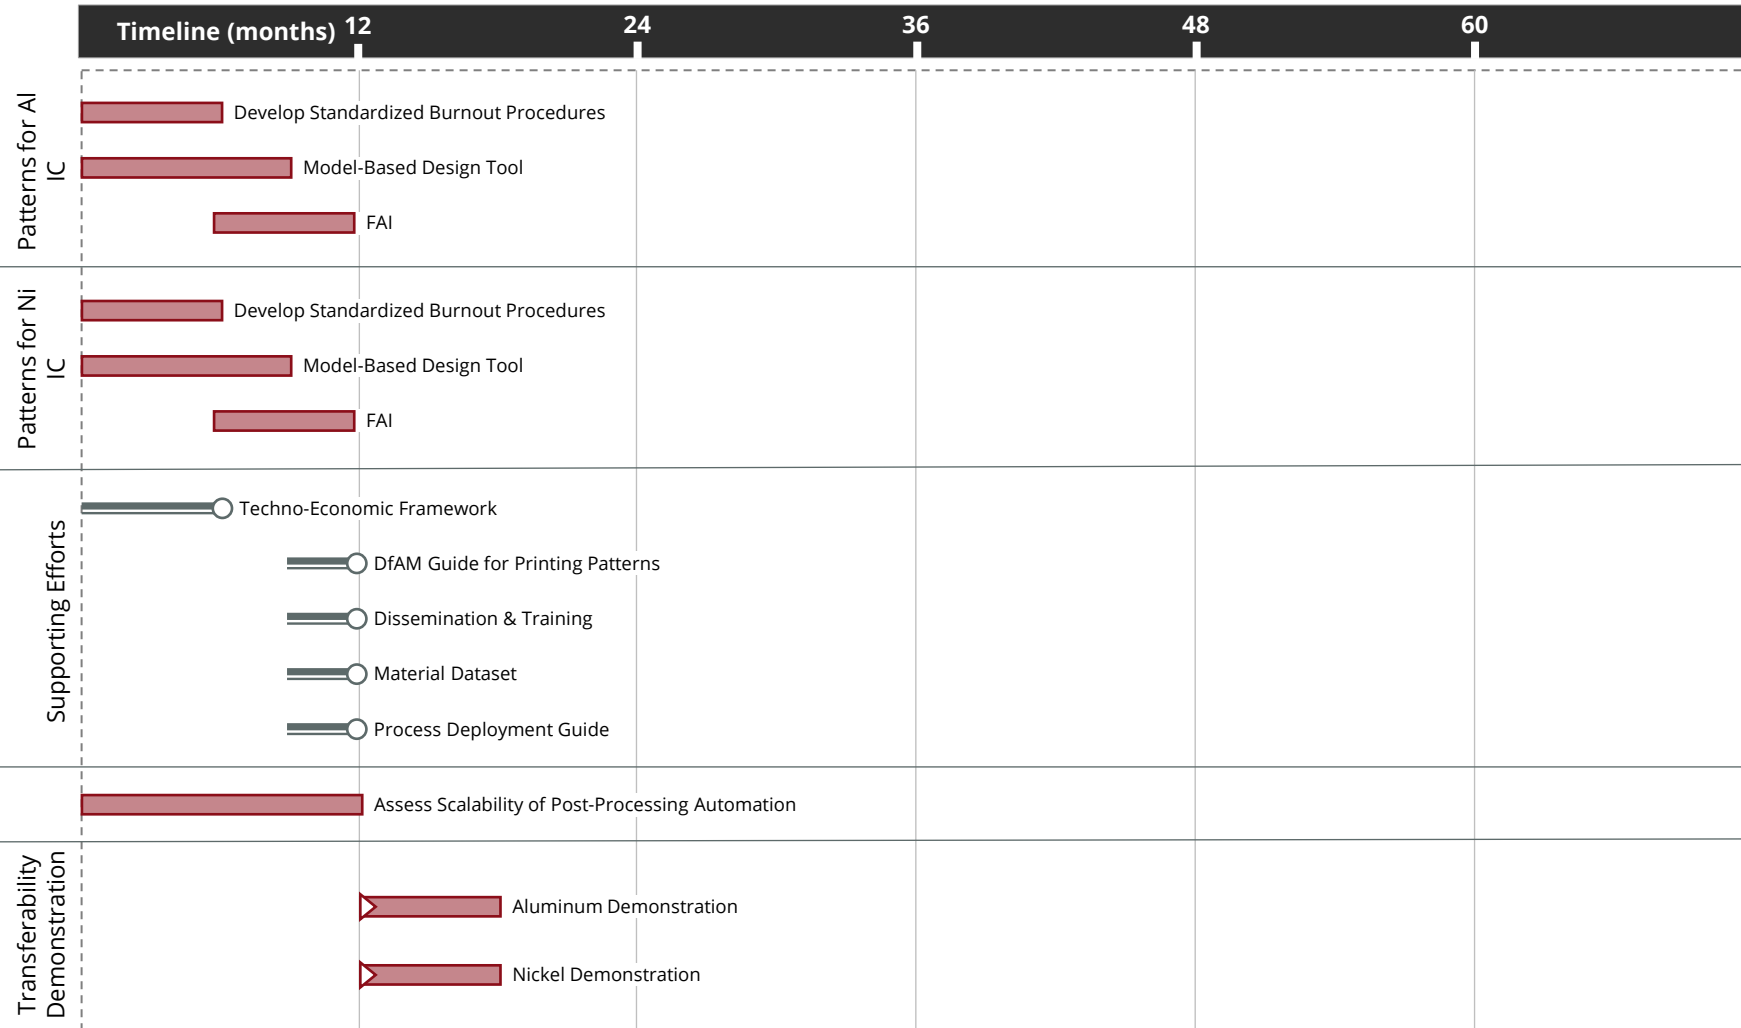 Timeline (months) 12 24 36 48 60
Patterns for Al
IC
Develop Standardized Burnout Procedures
Model-Based Design Tool
FAI
Patterns for Ni
IC
Develop Standardized Burnout Procedures
Model-Based Design Tool
FAI
Supporting Efforts
Techno-Economic Framework
DfAM Guide for Printing Patterns
Dissemination & Training
Material Dataset
Process Deployment Guide
Assess Scalability of Post-Processing Automation
Transferability
Demonstration
Aluminum Demonstration
Nickel Demonstration